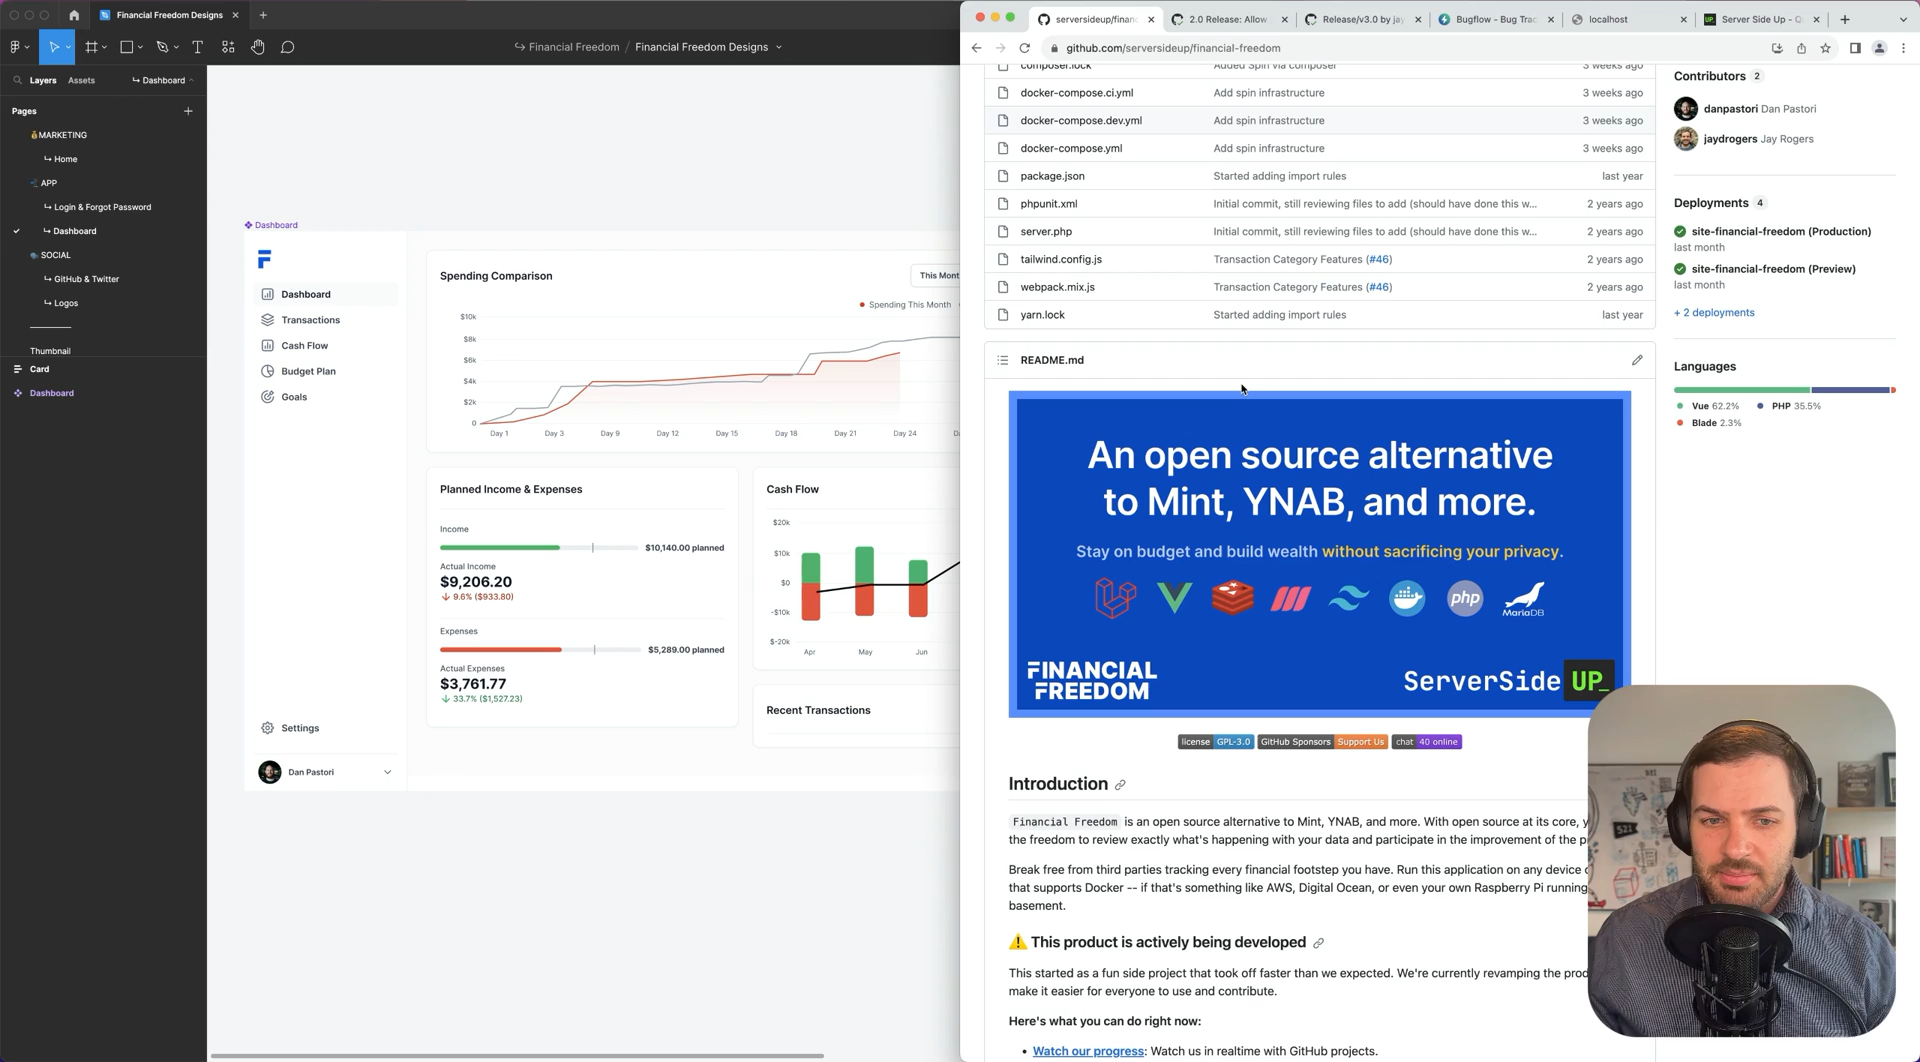 Financial Freedom Designs
Financial Freedom / Financial Freedom Designs
Layers
Assets
Dashboard
Pages
MARKETING
Home
APP
Login & Forgot Password
Dashboard
SOCIAL
GitHub & Twitter
Logos
Thumbnail
Card
Dashboard
Dashboard
Dashboard
Transactions
Cash Flow
Budget Plan
Goals
Settings
Dan Pastori
Spending Comparison
This Mont
Spending This Month
$10k
$8k
$6k
$4k
$2k
0
Day 1 Day 3 Day 9 Day 12 Day 15 Day 18 Day 21 Day 24 Da
Planned Income & Expenses
Income
$10,140.00 planned
Actual Income
$9,206.20
9.6% ($933.80)
Expenses
$5,289.00 planned
Actual Expenses
$3,761.77
33.7% ($1,527.23)
Cash Flow
$20k
$10k
$0
-$10k
$-20k
Apr May Jun
Recent Transactions
serversideup/finan
2.0 Release: Allow
Release/v3.0 by jay
Bugflow - Bug Trac
localhost
Server Side Up - O
github.com/serversideup/financial-freedom
composer.lock Added Spin via composer 3 weeks ago
docker-compose.ci.yml Add spin infrastructure 3 weeks ago
docker-compose.dev.yml Add spin infrastructure 3 weeks ago
docker-compose.yml Add spin infrastructure 3 weeks ago
package.json Started adding import rules last year
phpunit.xml Initial commit, still reviewing files to add (should have done this w... 2 years ago
server.php Initial commit, still reviewing files to add (should have done this w... 2 years ago
tailwind.config.js Transaction Category Features (#46) 2 years ago
webpack.mix.js Transaction Category Features (#46) 2 years ago
yarn.lock Started adding import rules last year
README.md
An open source alternative
to Mint, YNAB, and more.
Stay on budget and build wealth without sacrificing your privacy.
php
MariaDB
FINANCIAL
FREEDOM
ServerSide UP_
license GPL-3.0 GitHub Sponsors Support Us chat 40 online
Introduction
Financial Freedom is an open source alternative to Mint, YNAB, and more. With open source at its core, y
the freedom to review exactly what's happening with your data and participate in the improvement of the p
Break free from third parties tracking every financial footstep you have. Run this application on any device
that supports Docker -- if that's something like AWS, Digital Ocean, or even your own Raspberry Pi running
basement.
⚠️ This product is actively being developed
This started as a fun side project that took off faster than we expected. We're currently revamping the prod
make it easier for everyone to use and contribute.
Here's what you can do right now:
• Watch our progress: Watch us in realtime with GitHub projects.
Contributors 2
danpastori Dan Pastori
jaydrogers Jay Rogers
Deployments 4
site-financial-freedom (Production)
last month
site-financial-freedom (Preview)
last month
+ 2 deployments
Languages
Vue 62.2% PHP 35.5%
Blade 2.3%
521